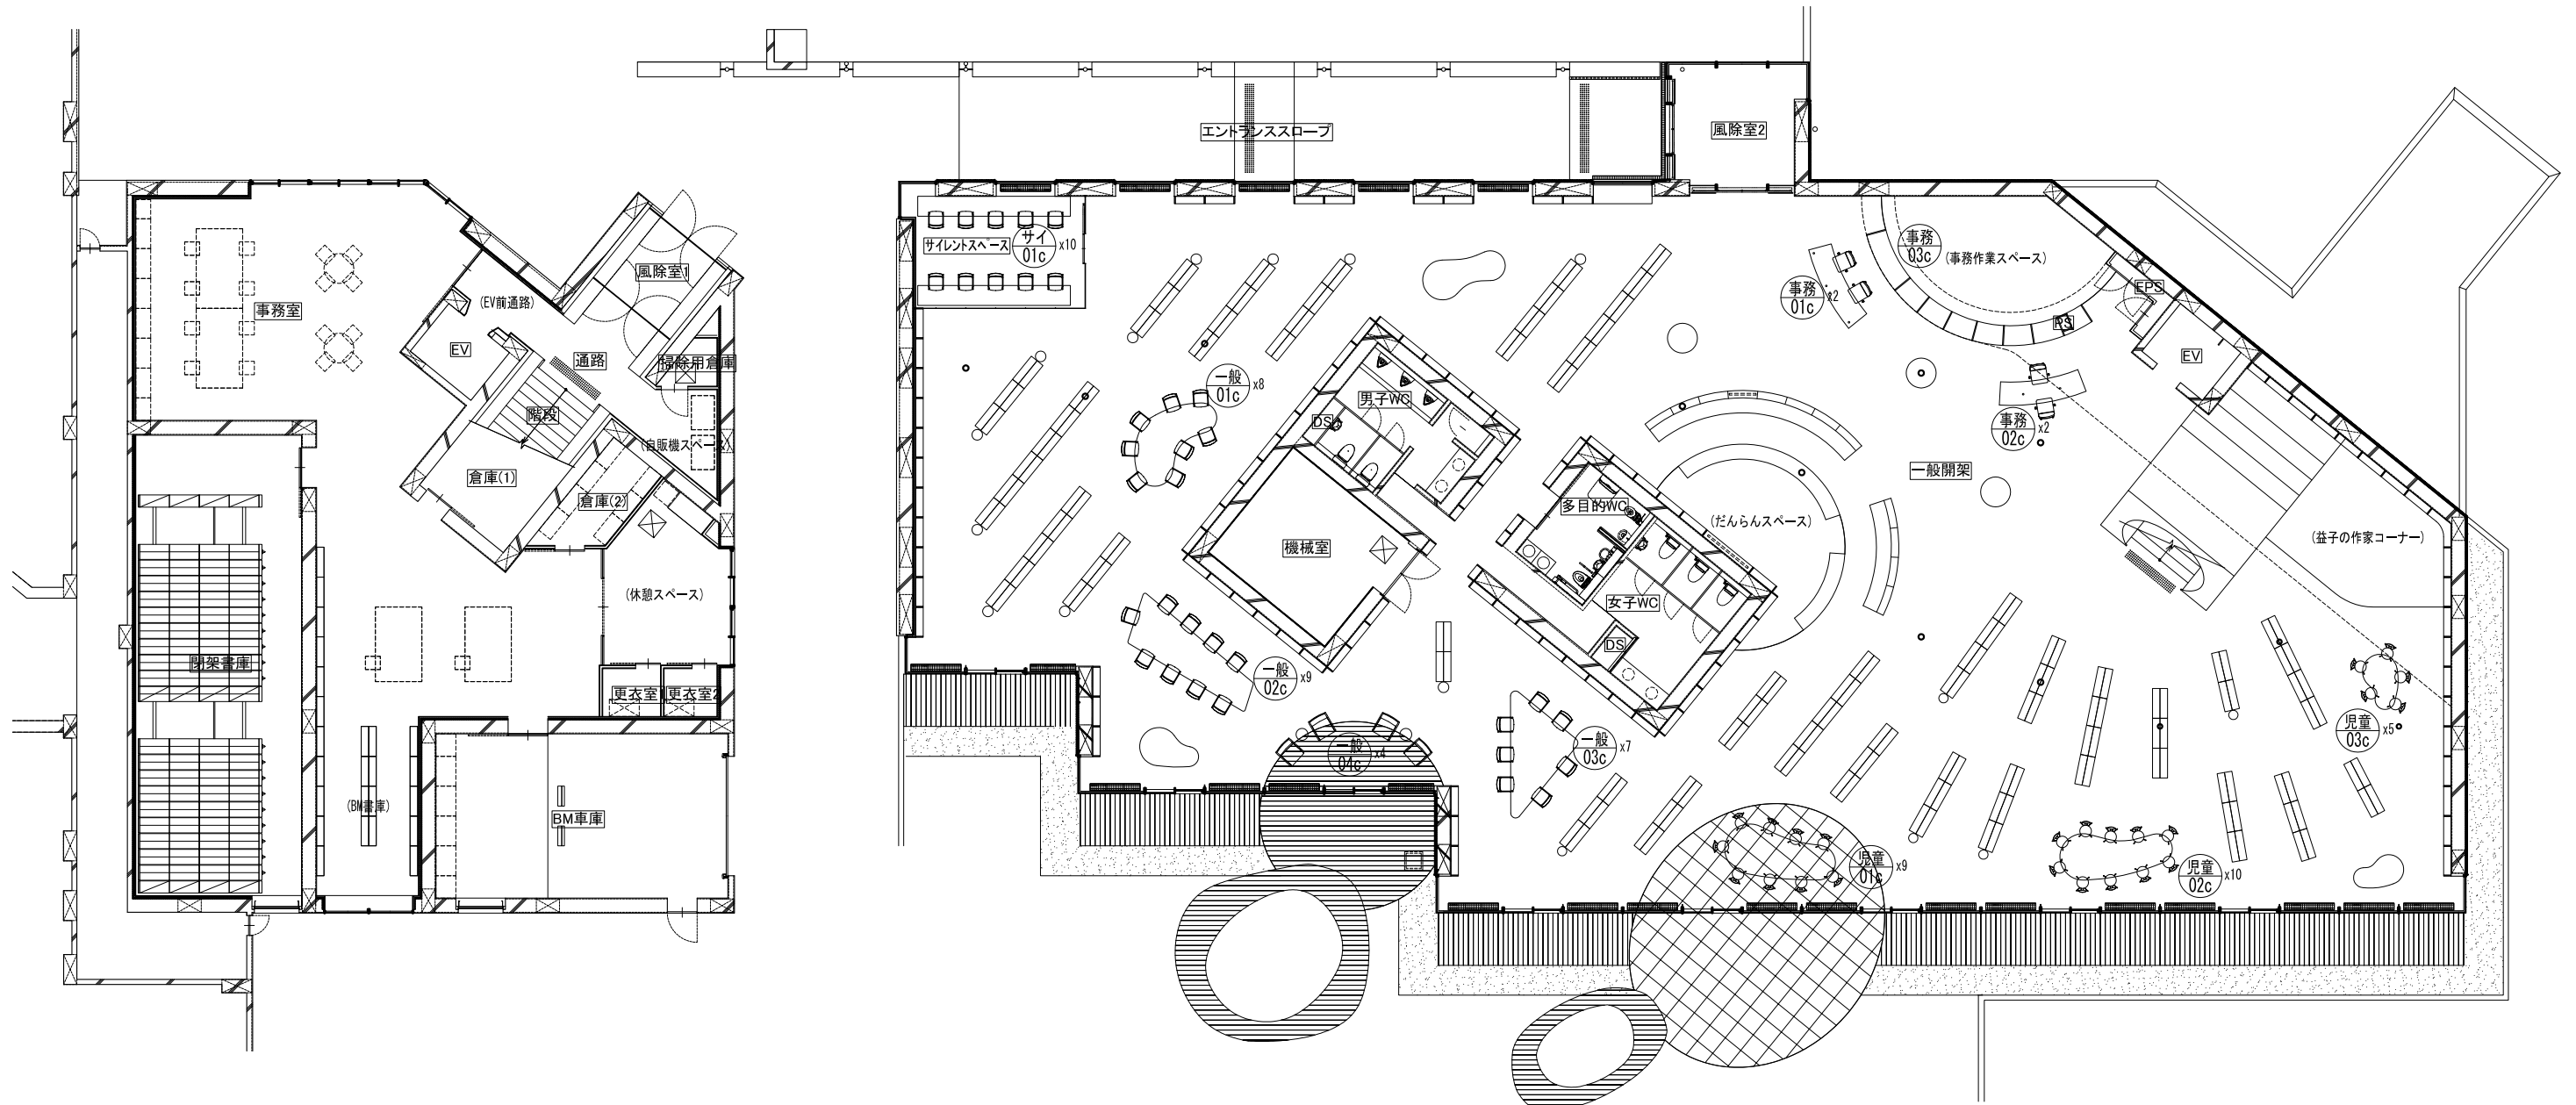 エントランススロープ
風除室2
サイレントスペース
サイ
01c
x10
事務
03c
(事務作業スペース)
事務
01c
x2
EPS
PS
EV
事務
02c
x2
一般開架
(益子の作家コーナー)
一般
01c
x8
男子WC
DS
機械室
多目的WC
(だんらんスペース)
女子WC
DS
一般
02c
x9
一般
04c
x4
一般
03c
x7
児童
03c
x5
児童
01c
x9
児童
02c
x10
事務室
風除室1
(EV前通路)
EV
通路
掃除用倉庫
階段
(自販機スペース)
倉庫(1)
倉庫(2)
(休憩スペース)
閉架書庫
更衣室1
更衣室2
(BM書庫)
BM車庫